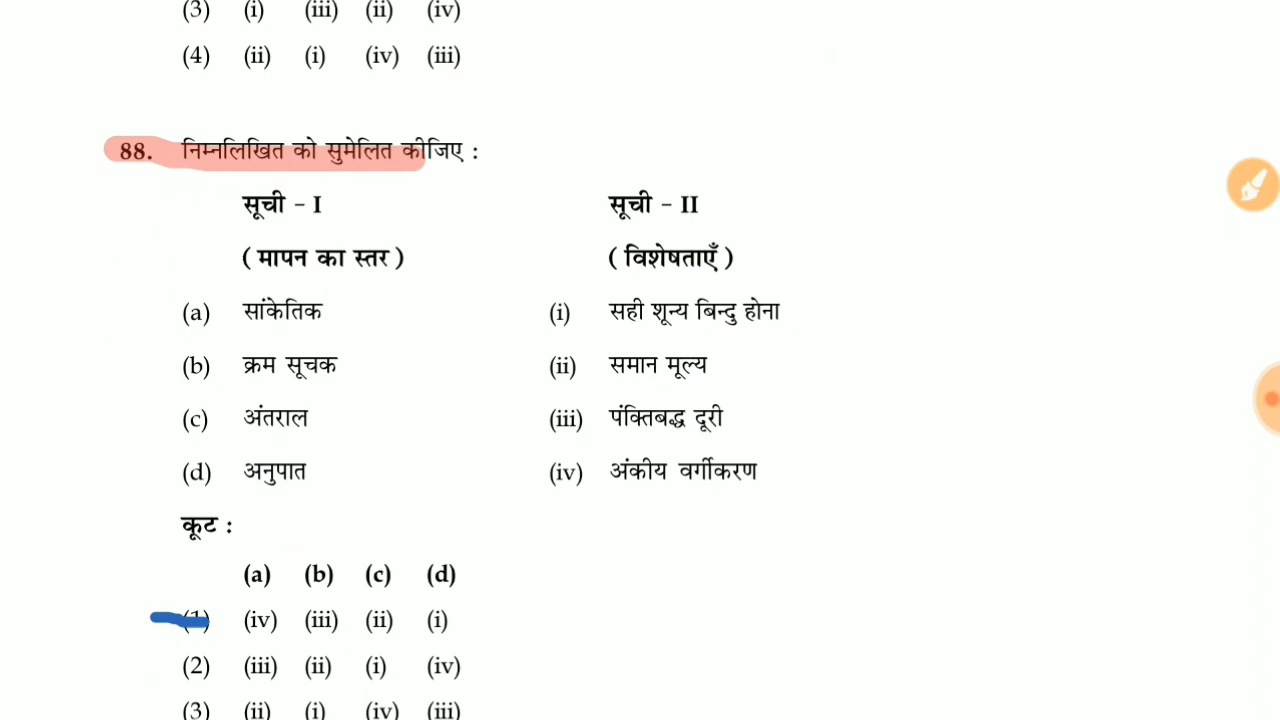 (3) (i) (iii) (ii) (iv)
(4) (ii) (i) (iv) (iii)
88. निम्नलिखित को सुमेलित कीजिए :
सूची - I सूची - II
( मापन का स्तर ) ( विशेषताएँ )
(a) सांकेतिक (i) सही शून्य बिन्दु होना
(b) क्रम सूचक (ii) समान मूल्य
(c) अंतराल (iii) पंक्तिबद्ध दूरी
(d) अनुपात (iv) अंकीय वर्गीकरण
कूट :
(a) (b) (c) (d)
(1) (iv) (iii) (ii) (i)
(2) (iii) (ii) (i) (iv)
(3) (ii) (i) (iv) (iii)